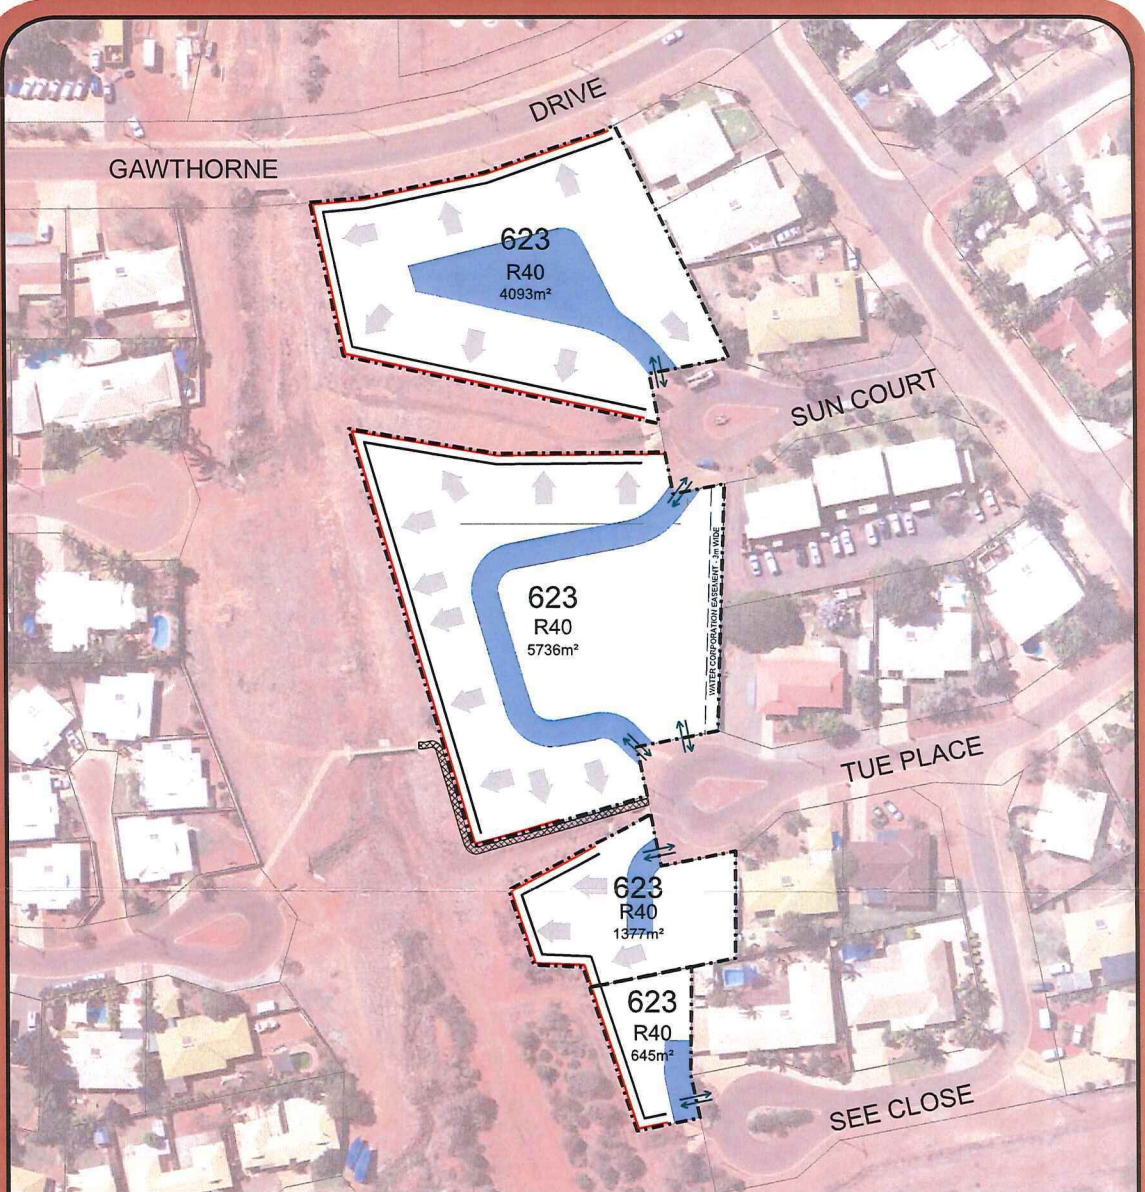 DRIVE
GAWTHORNE
623
R40
4093m²
SUN COURT
623
R40
5736m²
WATER CORPORATION EASEMENT - 3m WIDE
TUE PLACE
623
R40
1377m²
623
R40
645m²
SEE CLOSE